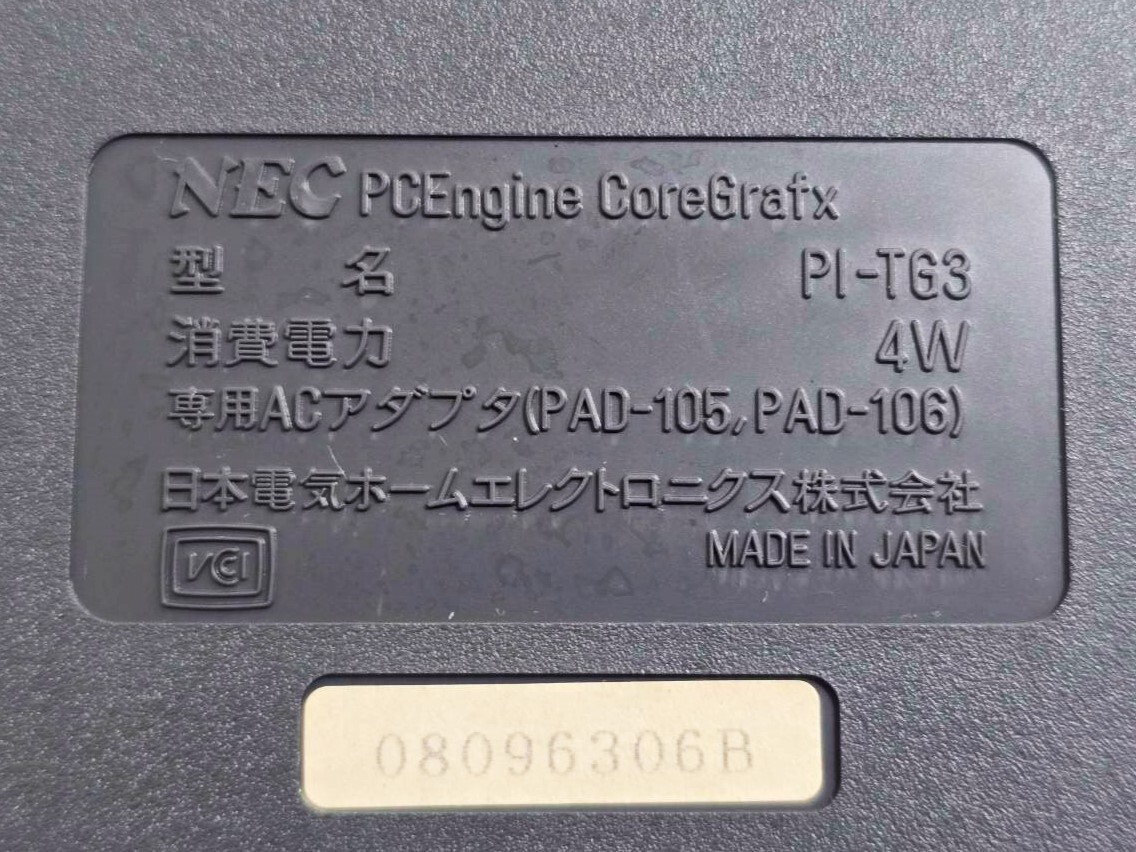 NEC PCEngine CoreGrafx
型 名 PI-TG3
消費電力 4W
専用ACアダプタ(PAD-105, PAD-106)
日本電気ホームエレクトロニクス株式会社
VCCI MADE IN JAPAN
08096306B